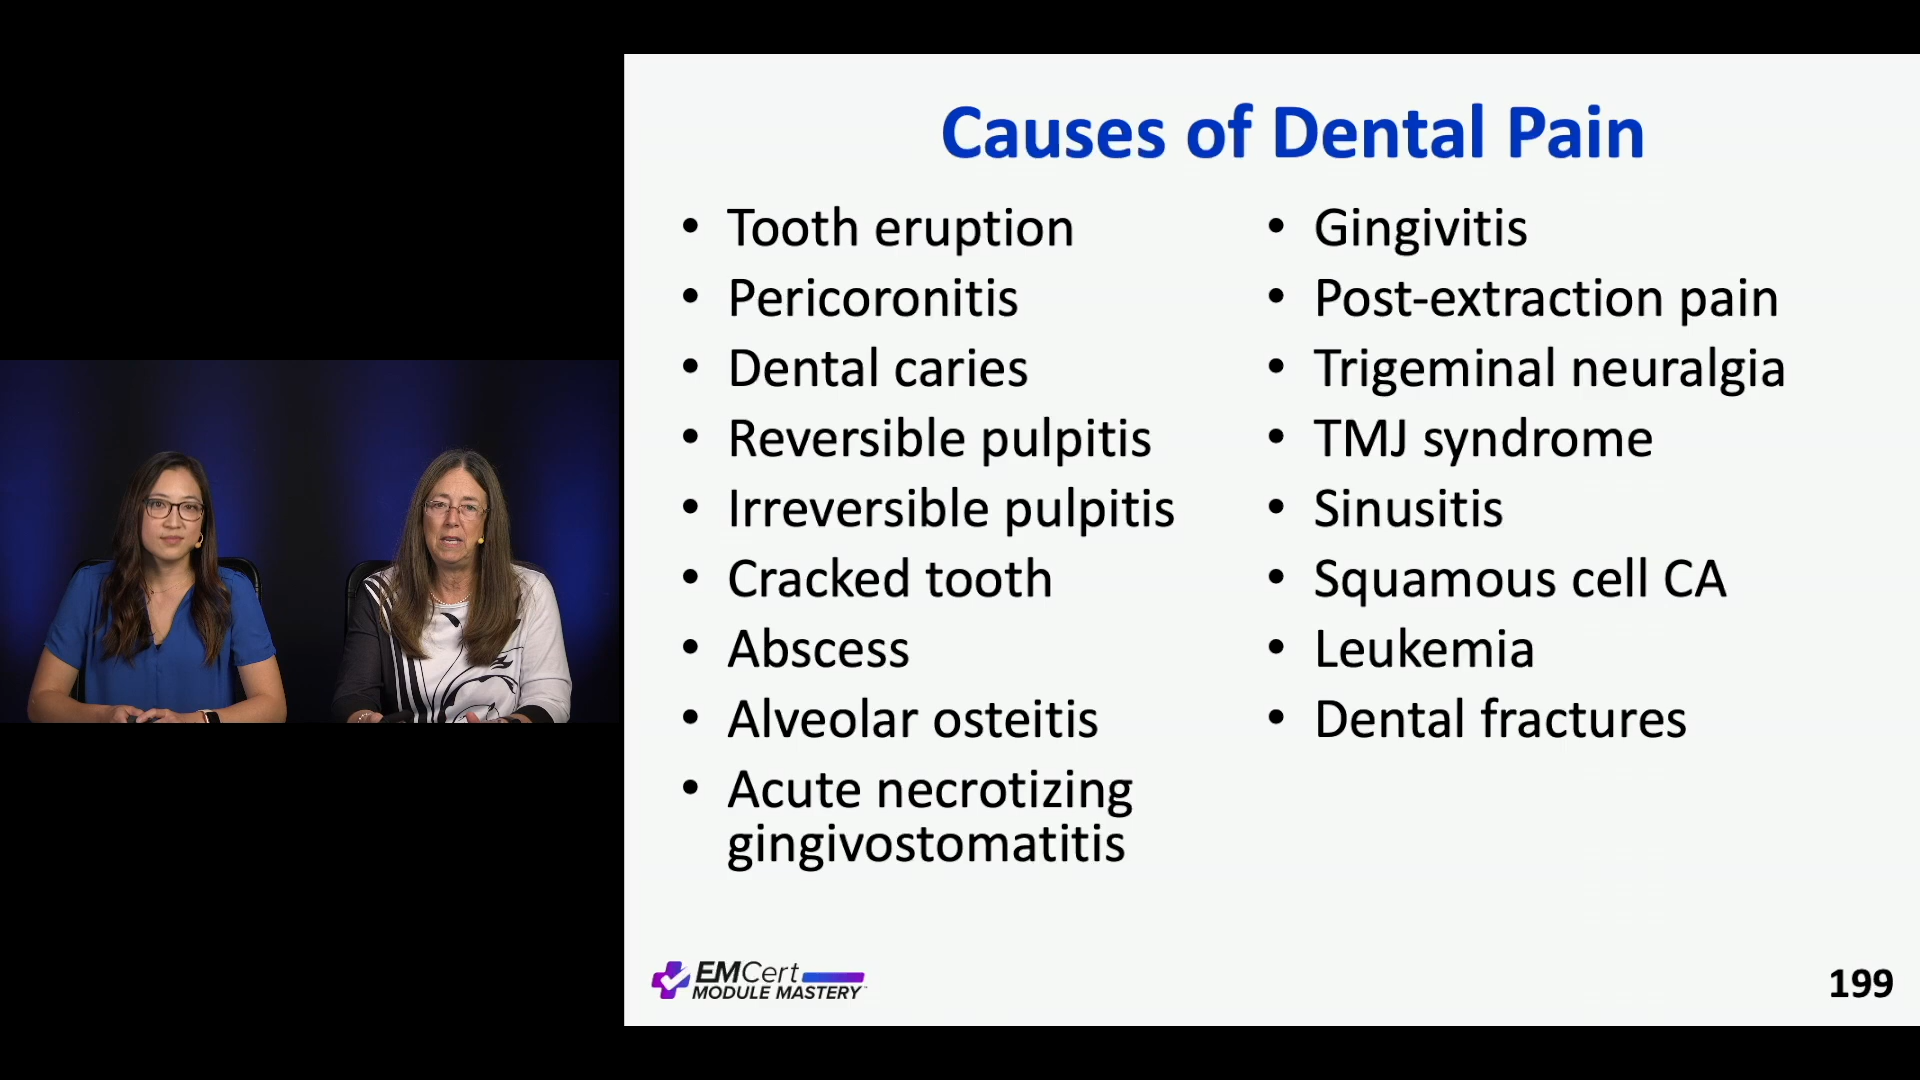 Causes of Dental Pain
• Tooth eruption
• Pericoronitis
• Dental caries
• Reversible pulpitis
• Irreversible pulpitis
• Cracked tooth
• Abscess
• Alveolar osteitis
• Acute necrotizing
gingivostomatitis
• Gingivitis
• Post-extraction pain
• Trigeminal neuralgia
• TMJ syndrome
• Sinusitis
• Squamous cell CA
• Leukemia
• Dental fractures
EMCert
MODULE MASTERY™
199